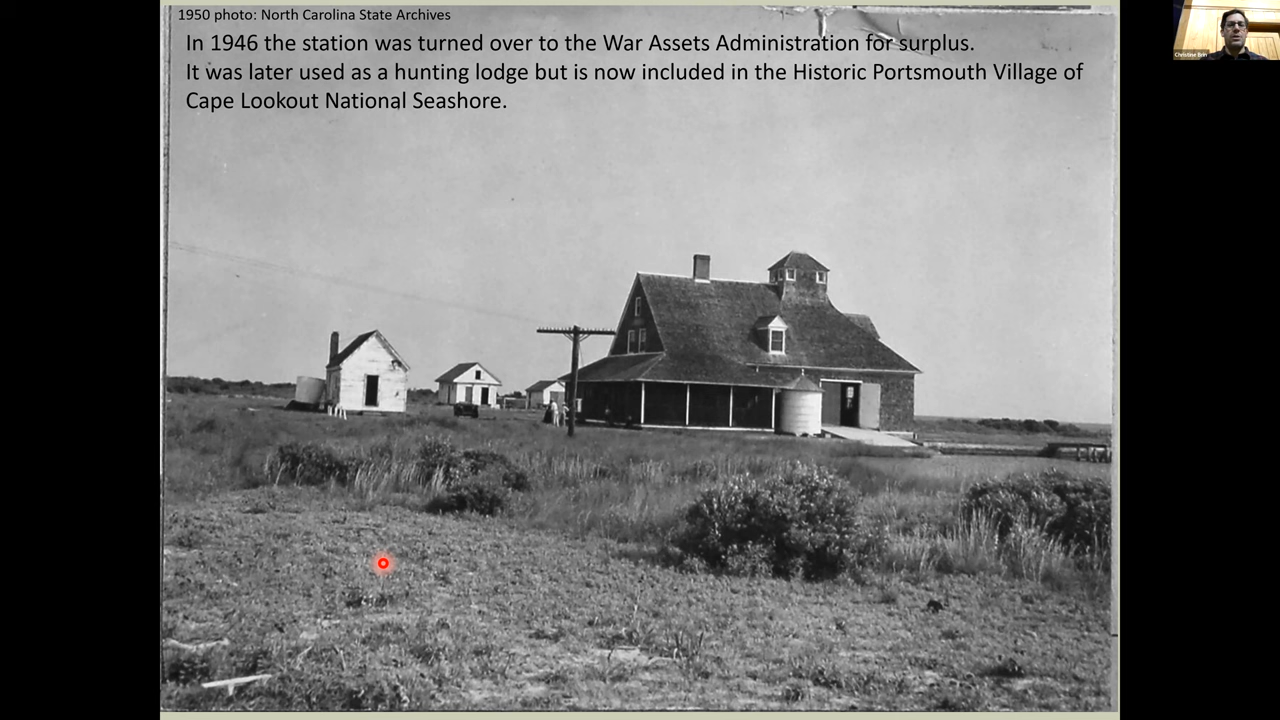 1950 photo: North Carolina State Archives
In 1946 the station was turned over to the War Assets Administration for surplus.
It was later used as a hunting lodge but is now included in the Historic Portsmouth Village of
Cape Lookout National Seashore.
Christine Brin